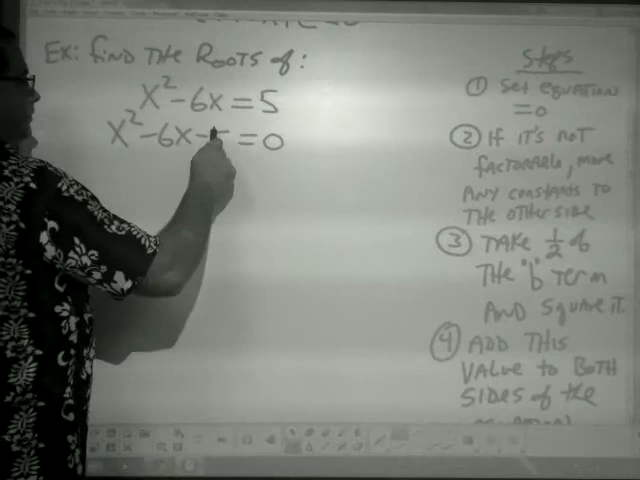 Ex: Find the Roots of:
x² - 6x = 5
x² - 6x - 5 = 0
Steps
① Set equation
= 0
② If it's not
factorable, move
any constants to
the other side
③ Take ½ of
the "b" term
and square it.
④ Add this
value to both
sides of the
equation